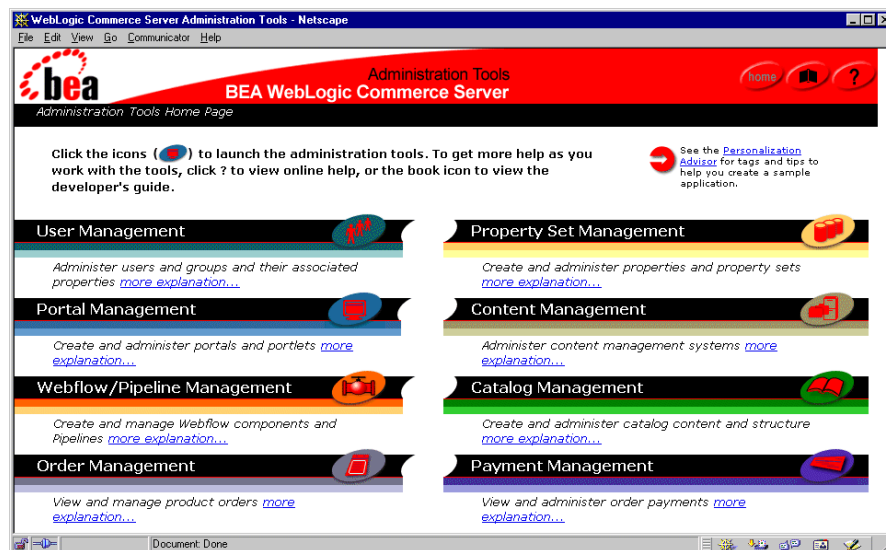 WebLogic Commerce Server Administration Tools - Netscape
File Edit View Go Communicator Help
bea
Administration Tools
BEA WebLogic Commerce Server
home ?
Administration Tools Home Page
Click the icons ( ) to launch the administration tools. To get more help as you
work with the tools, click ? to view online help, or the book icon to view the
developer's guide.
See the Personalization
Advisor for tags and tips to
help you create a sample
application.
User Management
Administer users and groups and their associated
properties more explanation...
Property Set Management
Create and administer properties and property sets
more explanation...
Portal Management
Create and administer portals and portlets more
explanation...
Content Management
Administer content management systems more
explanation...
Webflow/Pipeline Management
Create and manage Webflow components and
Pipelines more explanation...
Catalog Management
Create and administer catalog content and structure
more explanation...
Order Management
View and manage product orders more
explanation...
Payment Management
View and administer order payments more
explanation...
Document: Done